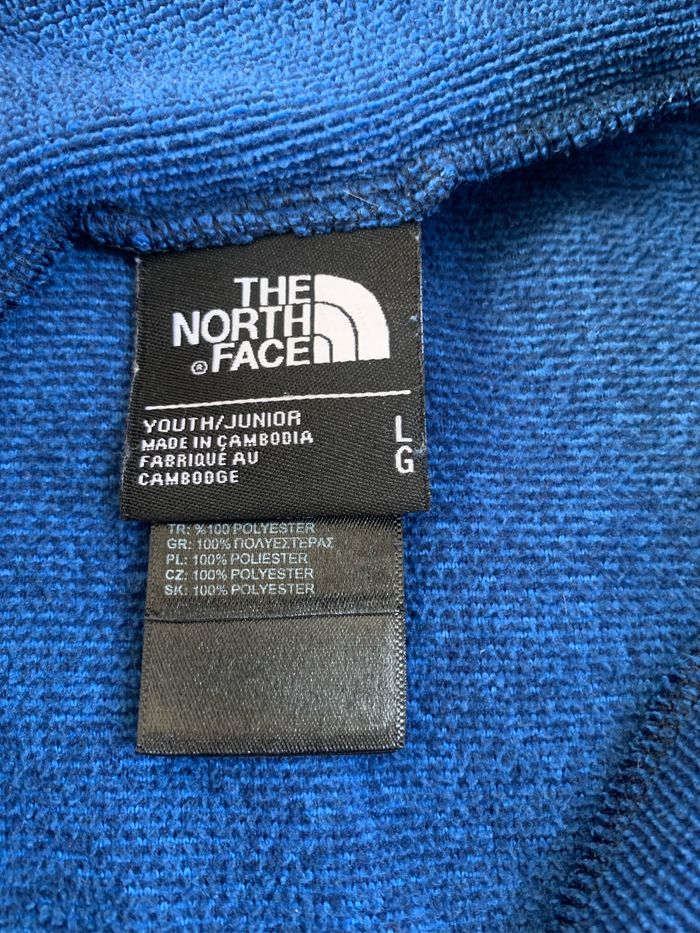 THE
NORTH
® FACE
YOUTH/JUNIOR
MADE IN CAMBODIA
FABRIQUÉ AU
CAMBODGE
L
G
TR: %100 POLYESTER
GR: 100% ΠΟΛΥΕΣΤΕΡΑΣ
PL: 100% POLIESTER
CZ: 100% POLYESTER
SK: 100% POLYESTER